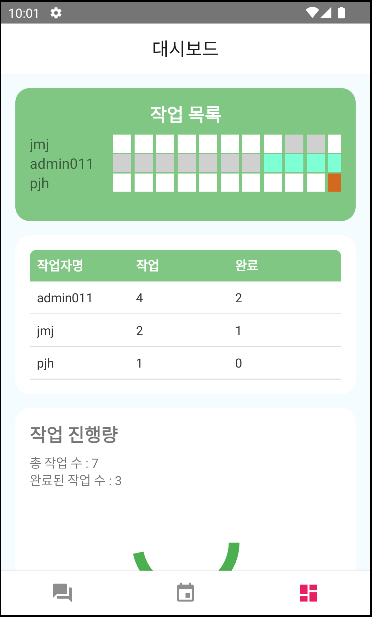 10:01
대시보드
작업 목록
jmj
admin011
pjh
작업자명 작업 완료
admin011 4 2
jmj 2 1
pjh 1 0
작업 진행량
총 작업 수 : 7
완료된 작업 수 : 3